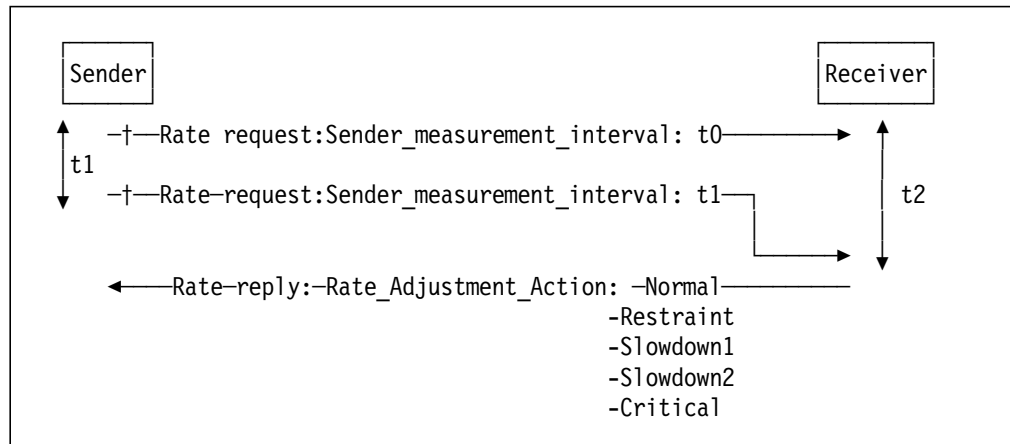 Sender Receiver
—†——Rate request:Sender_measurement_interval: t0
t1
—†——Rate—request:Sender_measurement_interval: t1
t2
Rate—reply:—Rate_Adjustment_Action: —Normal
-Restraint
-Slowdown1
-Slowdown2
-Critical